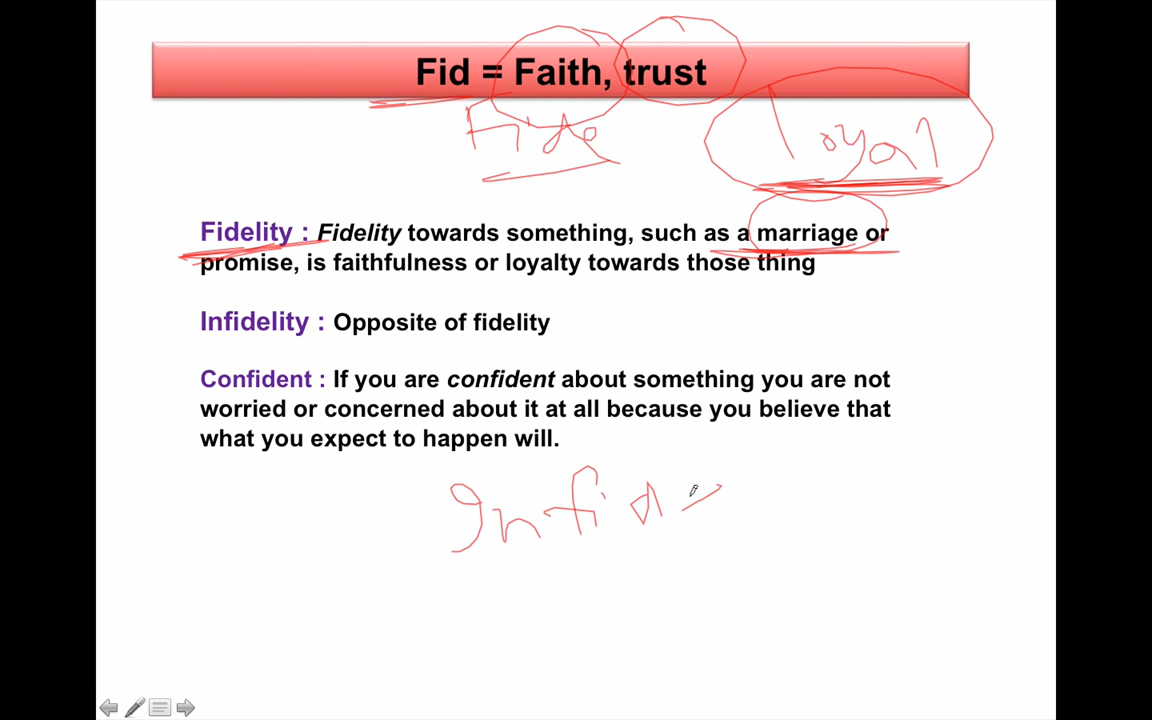 Fid = Faith, trust
Fido
loyal
Fidelity : Fidelity towards something, such as a marriage or
promise, is faithfulness or loyalty towards those thing
Infidelity : Opposite of fidelity
Confident : If you are confident about something you are not
worried or concerned about it at all because you believe that
what you expect to happen will.
Infid